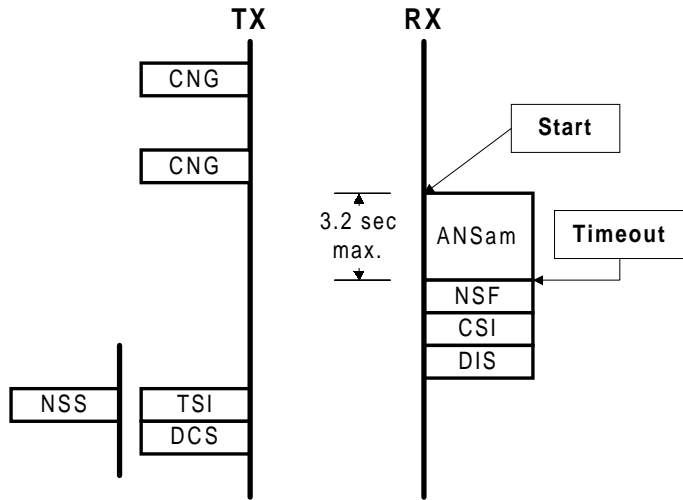 TX RX
CNG
Start
CNG
3.2 sec
max.
ANSam
Timeout
NSF
CSI
DIS
NSS TSI
DCS